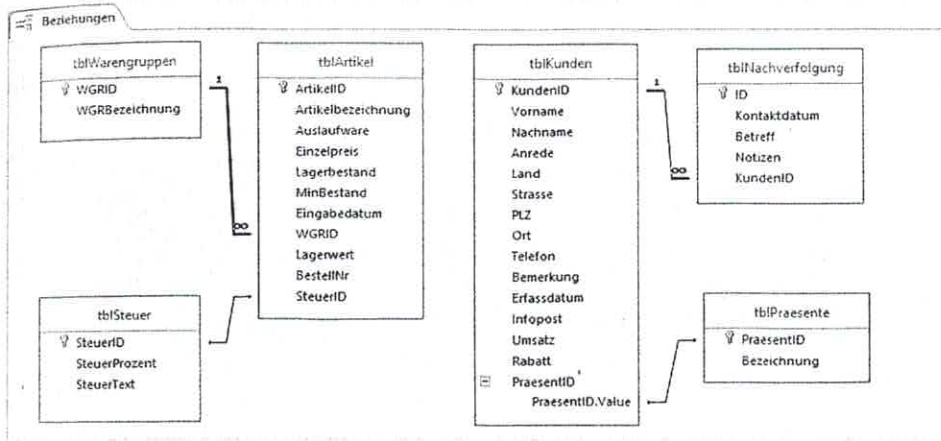 Beziehungen
tblWarengruppen
WGRID
WGRBezeichnung
1
∞
tblArtikel
ArtikelID
Artikelbezeichnung
Auslaufware
Einzelpreis
Lagerbestand
MinBestand
Eingabedatum
WGRID
Lagerwert
BestellNr
SteuerID
tblSteuer
SteuerID
SteuerProzent
SteuerText
tblKunden
KundenID
Vorname
Nachname
Anrede
Land
Strasse
PLZ
Ort
Telefon
Bemerkung
Erfassdatum
Infopost
Umsatz
Rabatt
PraesentID
PraesentID.Value
1
∞
tblNachverfolgung
ID
Kontaktdatum
Betreff
Notizen
KundenID
tblPraesente
PraesentID
Bezeichnung